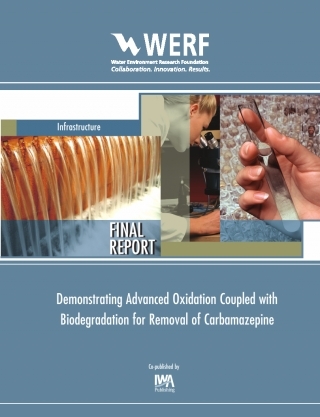 WERF
Water Environment Research Foundation
Collaboration. Innovation. Results.
Infrastructure
FINAL
REPORT
Demonstrating Advanced Oxidation Coupled with
Biodegradation for Removal of Carbamazepine
Co-published by
IWA
Publishing